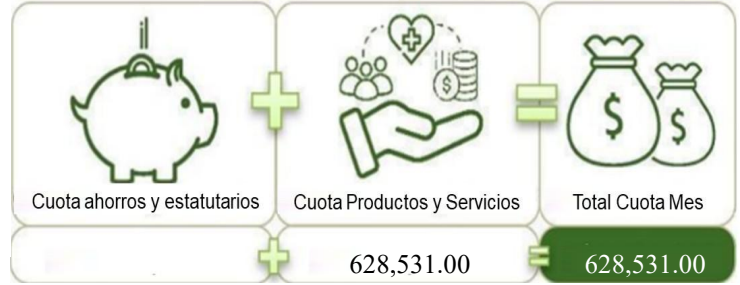 Cuota ahorros y estatutarios
Cuota Productos y Servicios
Total Cuota Mes
+ 628,531.00 = 628,531.00